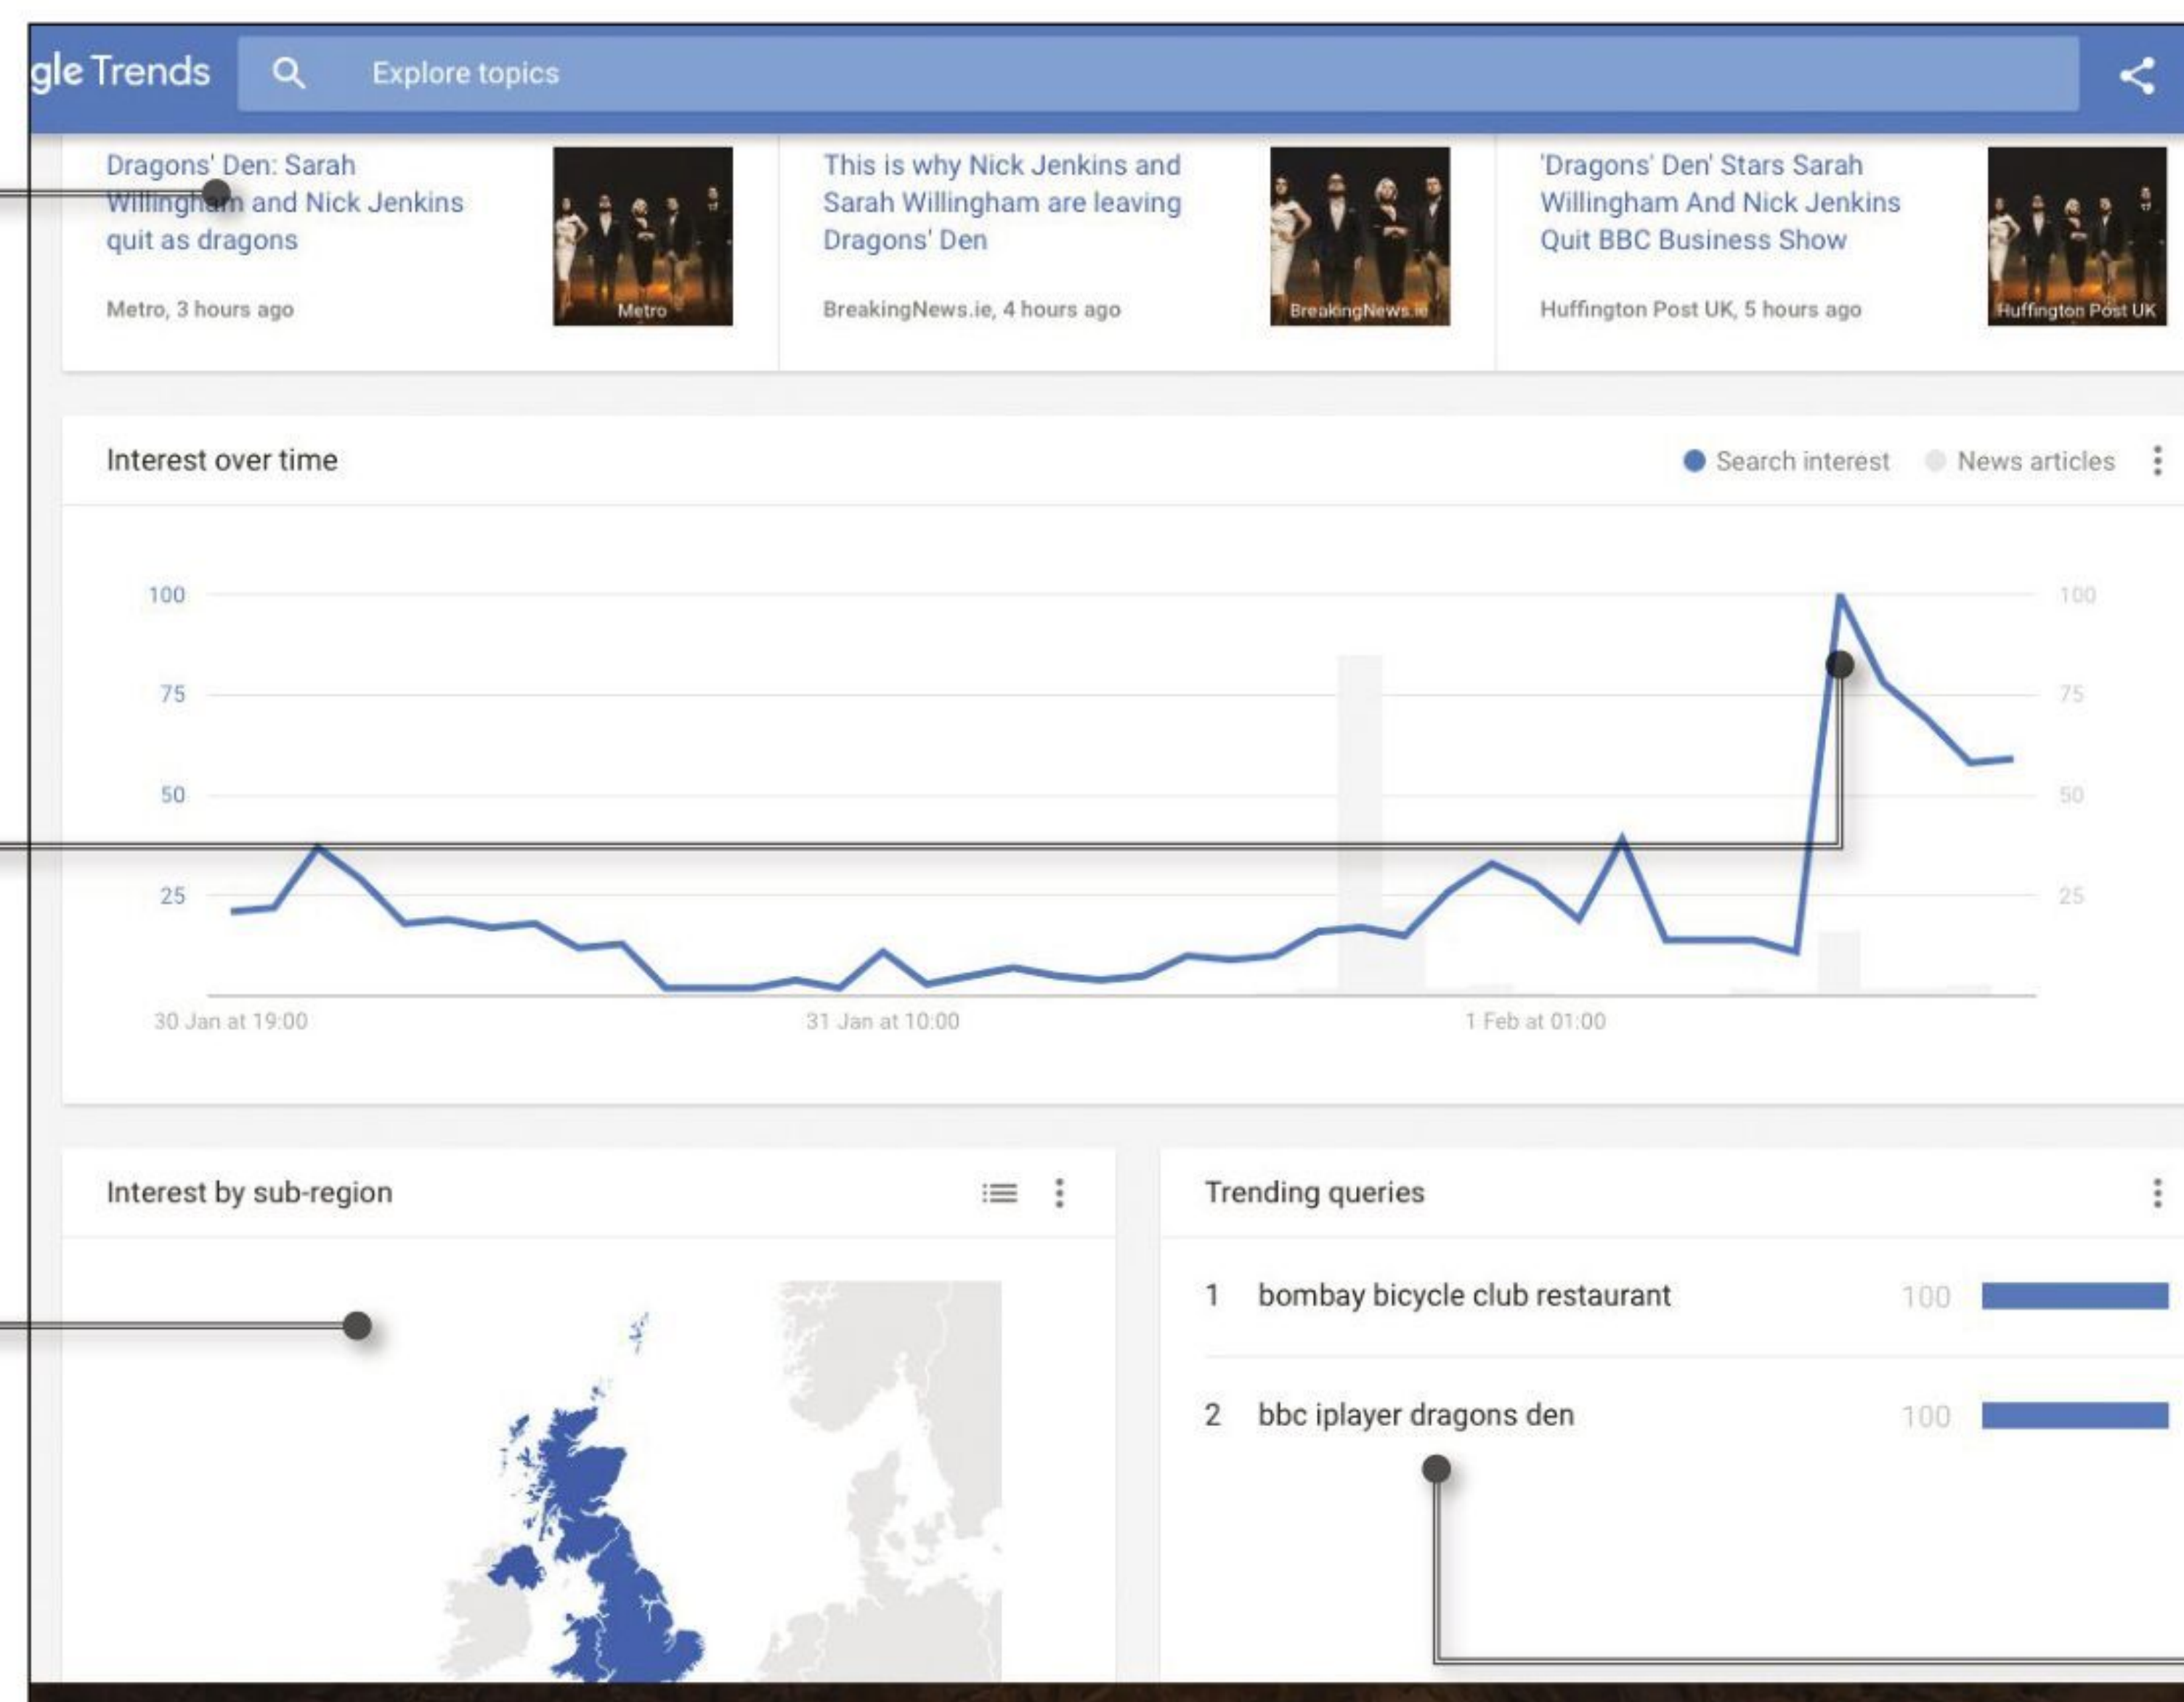 gle Trends
Explore topics
Dragons' Den: Sarah
Willingham and Nick Jenkins
quit as dragons
Metro, 3 hours ago
Metro
This is why Nick Jenkins and
Sarah Willingham are leaving
Dragons' Den
BreakingNews.ie, 4 hours ago
BreakingNews.ie
'Dragons' Den' Stars Sarah
Willingham And Nick Jenkins
Quit BBC Business Show
Huffington Post UK, 5 hours ago
Huffington Post UK
Interest over time
Search interest
News articles
100
100
75
75
50
50
25
25
30 Jan at 19:00
31 Jan at 10:00
1 Feb at 01:00
Interest by sub-region
Trending queries
1 bombay bicycle club restaurant 100
2 bbc iplayer dragons den 100